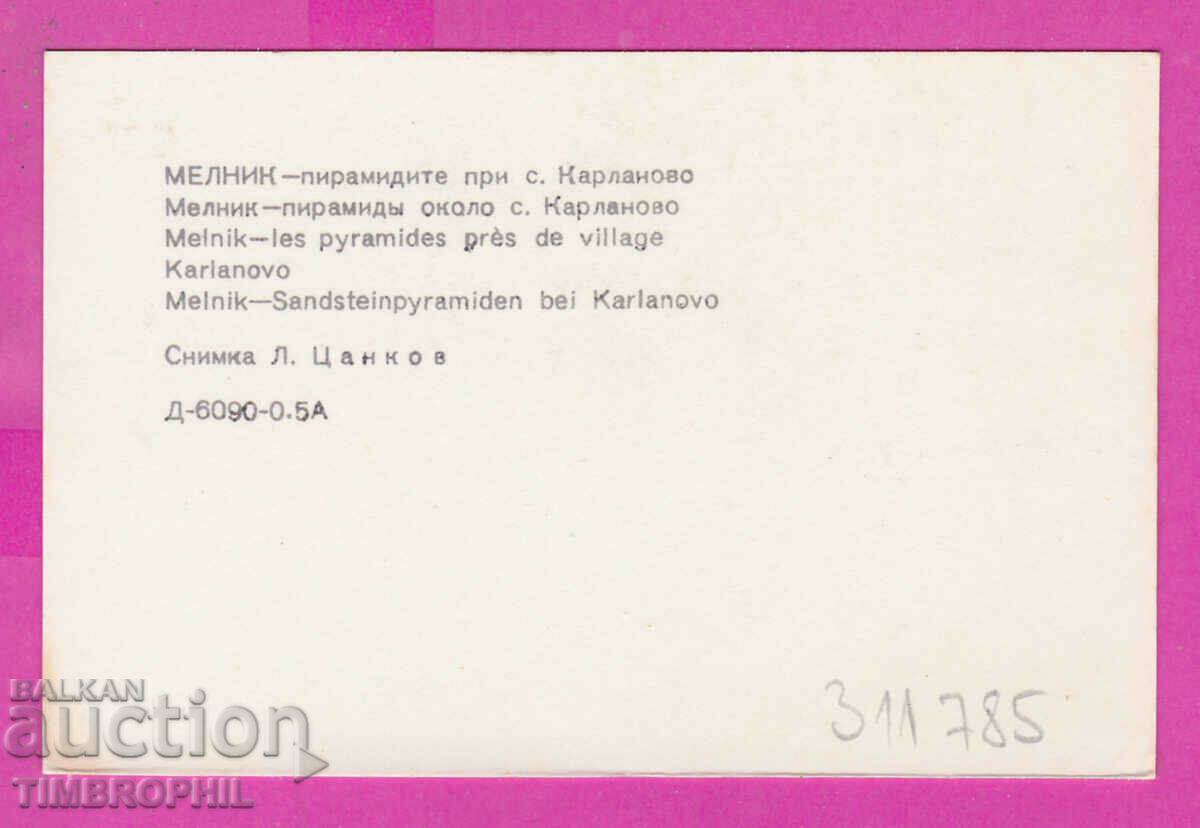 МЕЛНИК—пирамидите при с. Карланово
Мелник—пирамиды около с. Карланово
Melnik—les pyramides près de village
Karlanovo
Melnik—Sandsteinpyramiden bei Karlanovo
Снимка Л. Цанков
Д-6090-0.5А
311785
BALKAN
auction
TIMBROPHIL